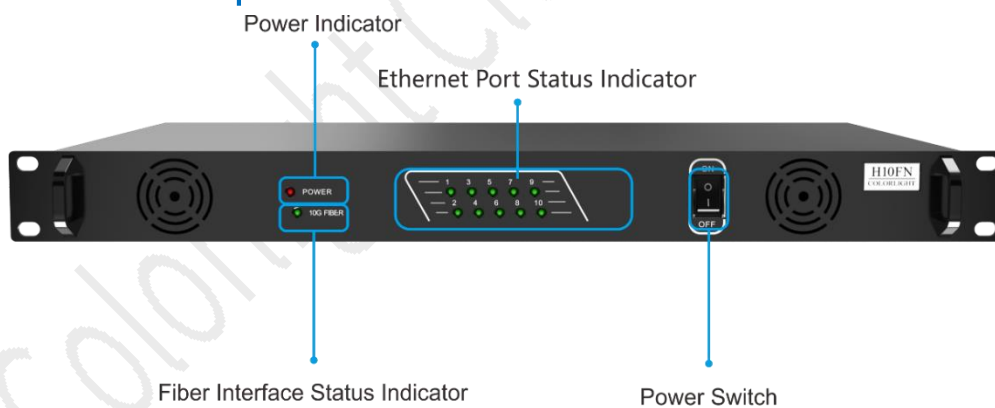 Power Indicator
Ethernet Port Status Indicator
POWER
10G FIBER
1 3 5 7 9
2 4 6 8 10
ON
OFF
H10FN
COLORLIGHT
Fiber Interface Status Indicator
Power Switch